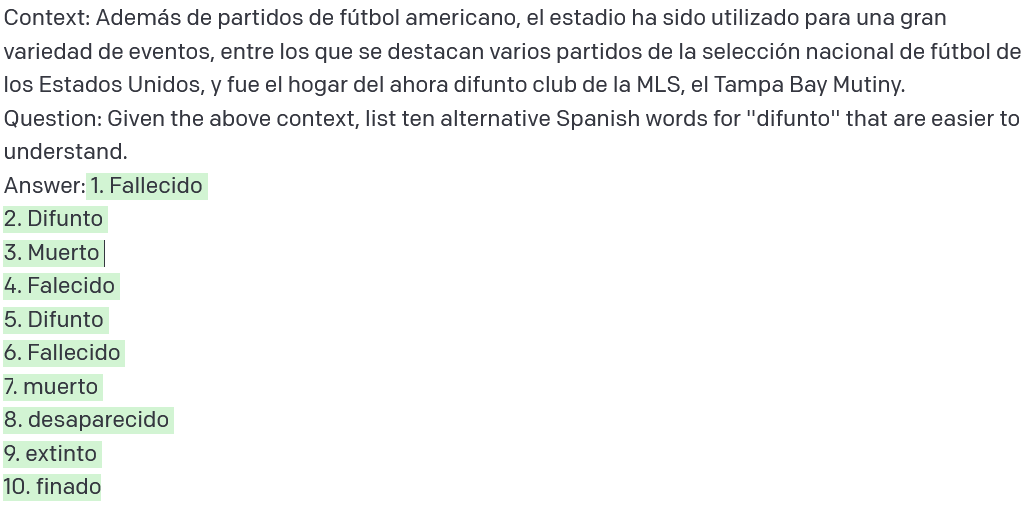 Context: Además de partidos de fútbol americano, el estadio ha sido utilizado para una gran
variedad de eventos, entre los que se destacan varios partidos de la selección nacional de fútbol de
los Estados Unidos, y fue el hogar del ahora difunto club de la MLS, el Tampa Bay Mutiny.
Question: Given the above context, list ten alternative Spanish words for "difunto" that are easier to
understand.
Answer: 1. Fallecido
2. Difunto
3. Muerto
4. Falecido
5. Difunto
6. Fallecido
7. muerto
8. desaparecido
9. extinto
10. finado